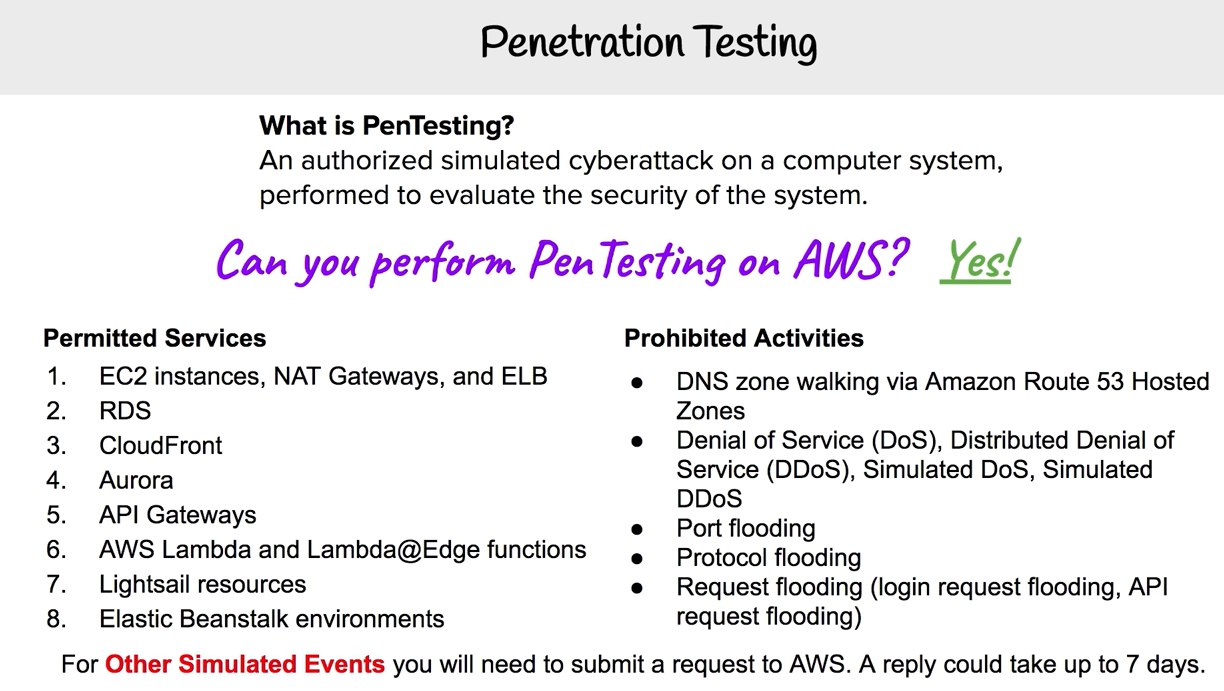 Penetration Testing
What is PenTesting?
An authorized simulated cyberattack on a computer system,
performed to evaluate the security of the system.
Can you perform PenTesting on AWS? Yes!
Permitted Services
1. EC2 instances, NAT Gateways, and ELB
2. RDS
3. CloudFront
4. Aurora
5. API Gateways
6. AWS Lambda and Lambda@Edge functions
7. Lightsail resources
8. Elastic Beanstalk environments
Prohibited Activities
● DNS zone walking via Amazon Route 53 Hosted
Zones
● Denial of Service (DoS), Distributed Denial of
Service (DDoS), Simulated DoS, Simulated
DDoS
● Port flooding
● Protocol flooding
● Request flooding (login request flooding, API
request flooding)
For Other Simulated Events you will need to submit a request to AWS. A reply could take up to 7 days.